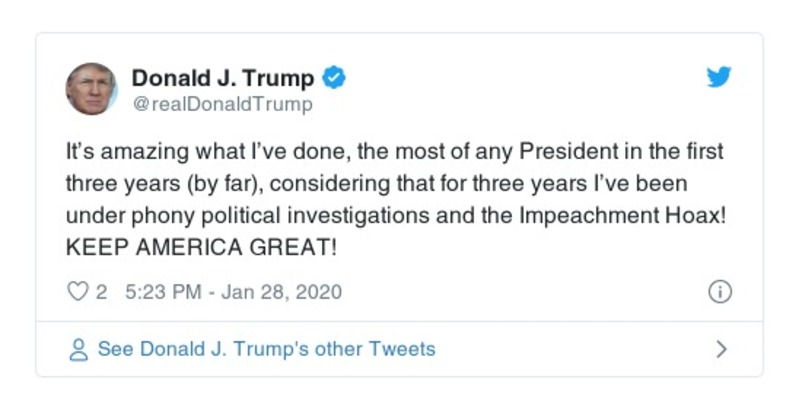 Donald J. Trump
@realDonaldTrump
It’s amazing what I’ve done, the most of any President in the first
three years (by far), considering that for three years I’ve been
under phony political investigations and the Impeachment Hoax!
KEEP AMERICA GREAT!
2 5:23 PM - Jan 28, 2020
See Donald J. Trump's other Tweets